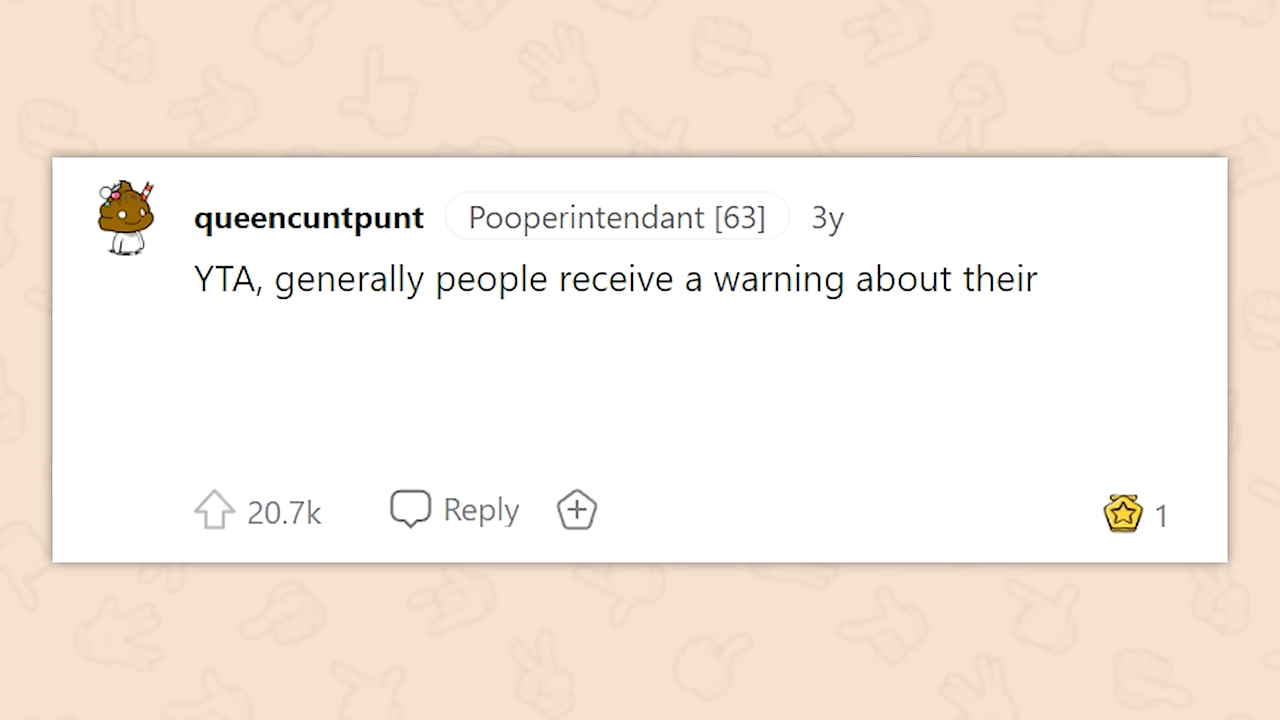 queencuntpunt Pooperintendant [63] 3y
YTA, generally people receive a warning about their
20.7k Reply 1